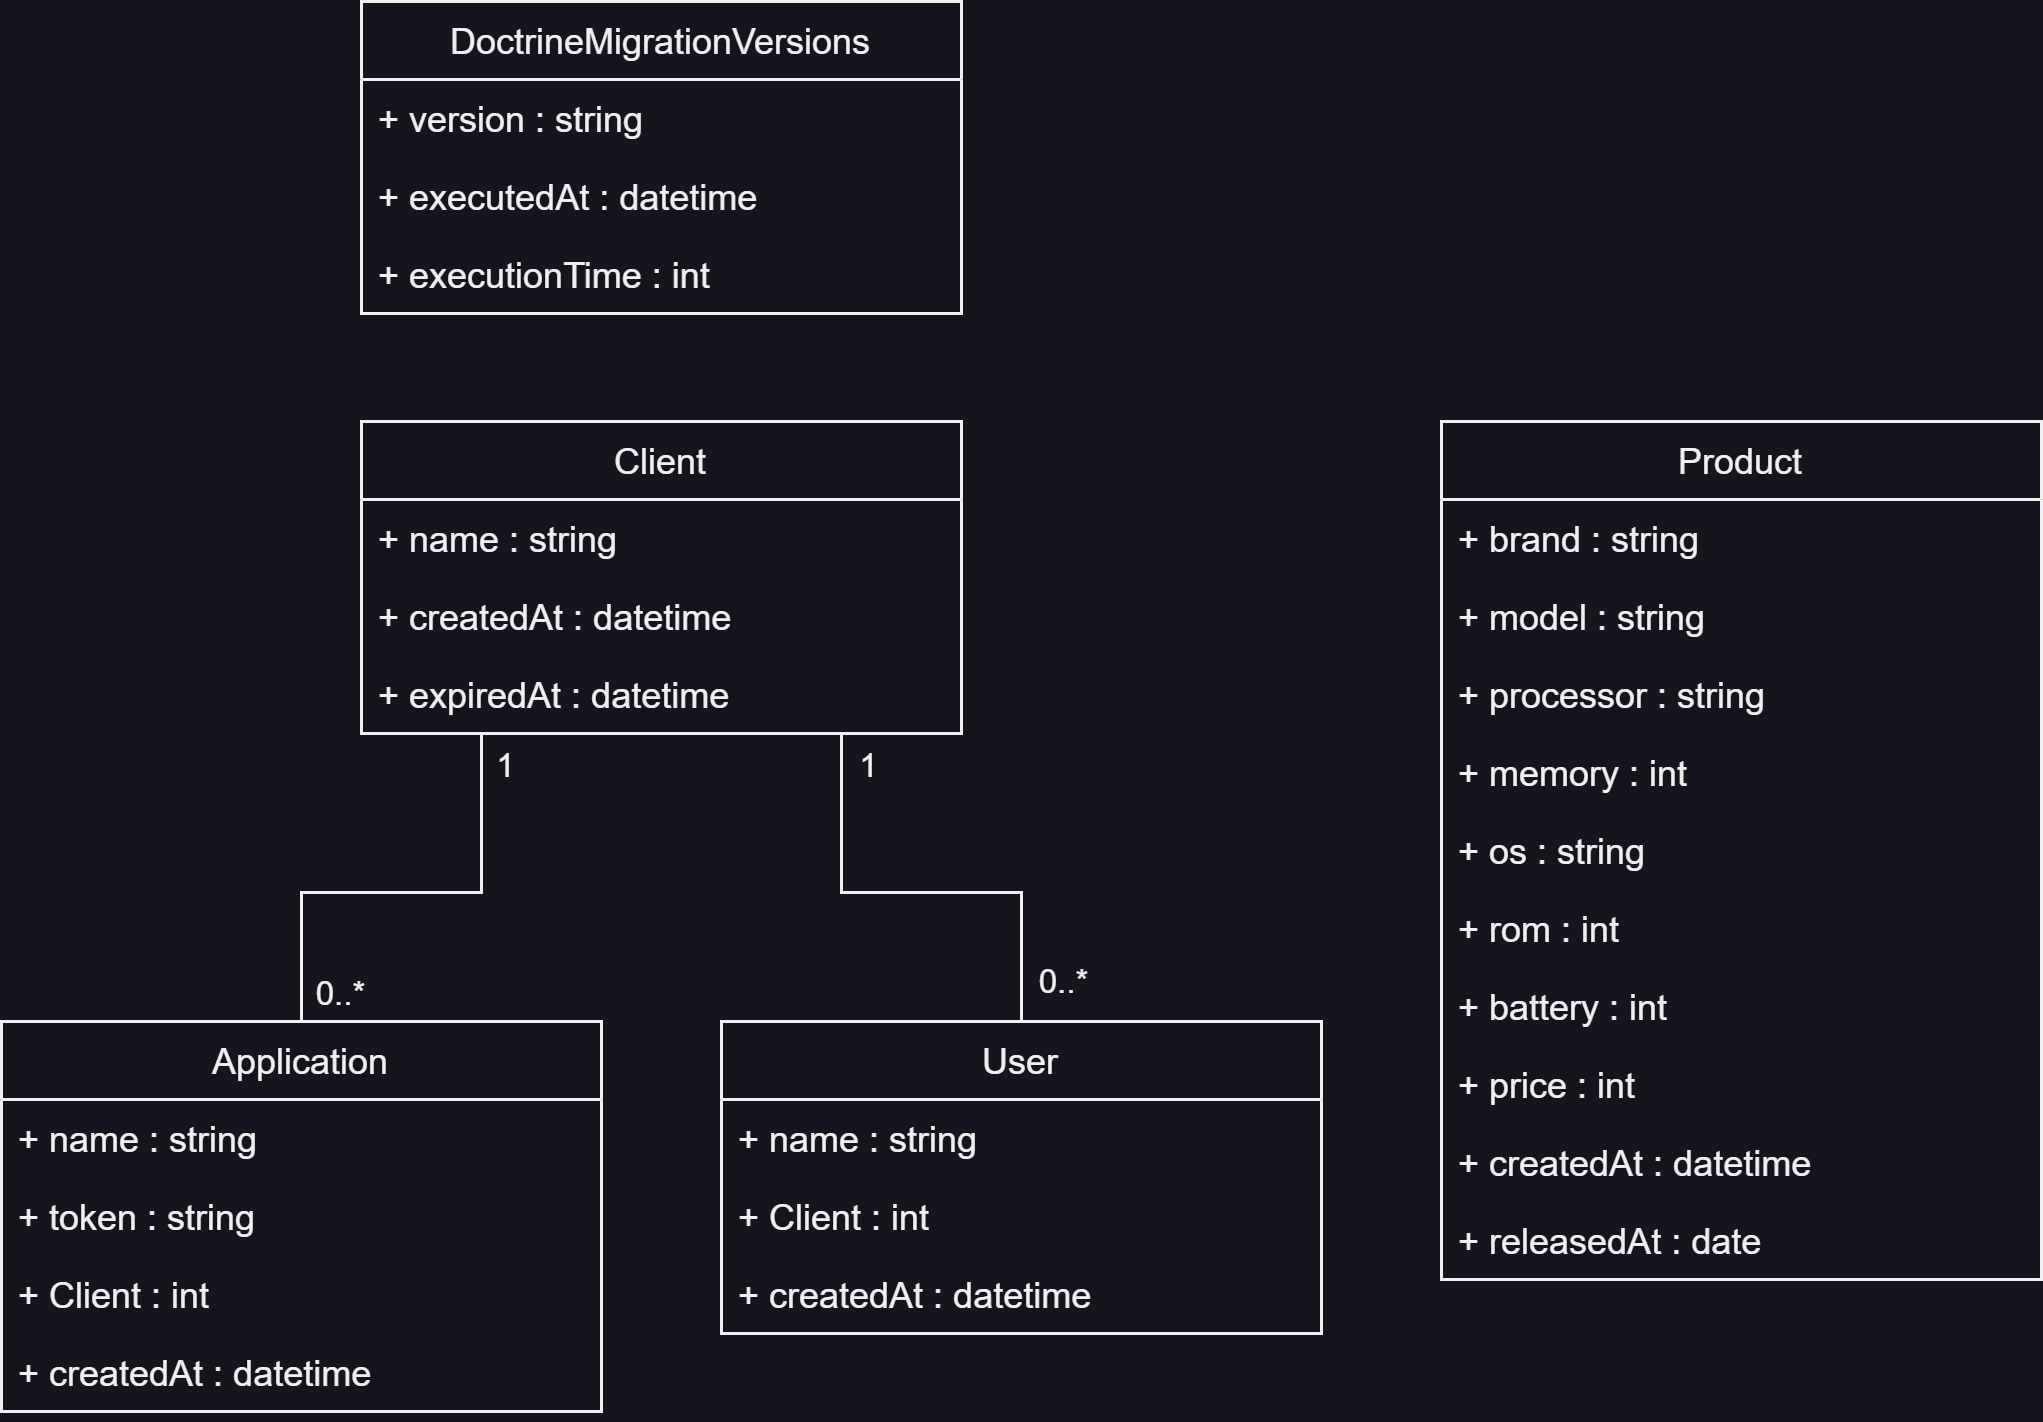 DoctrineMigrationVersions
+ version : string
+ executedAt : datetime
+ executionTime : int
Client
+ name : string
+ createdAt : datetime
+ expiredAt : datetime
1
1
0..*
0..*
Application
+ name : string
+ token : string
+ Client : int
+ createdAt : datetime
User
+ name : string
+ Client : int
+ createdAt : datetime
Product
+ brand : string
+ model : string
+ processor : string
+ memory : int
+ os : string
+ rom : int
+ battery : int
+ price : int
+ createdAt : datetime
+ releasedAt : date